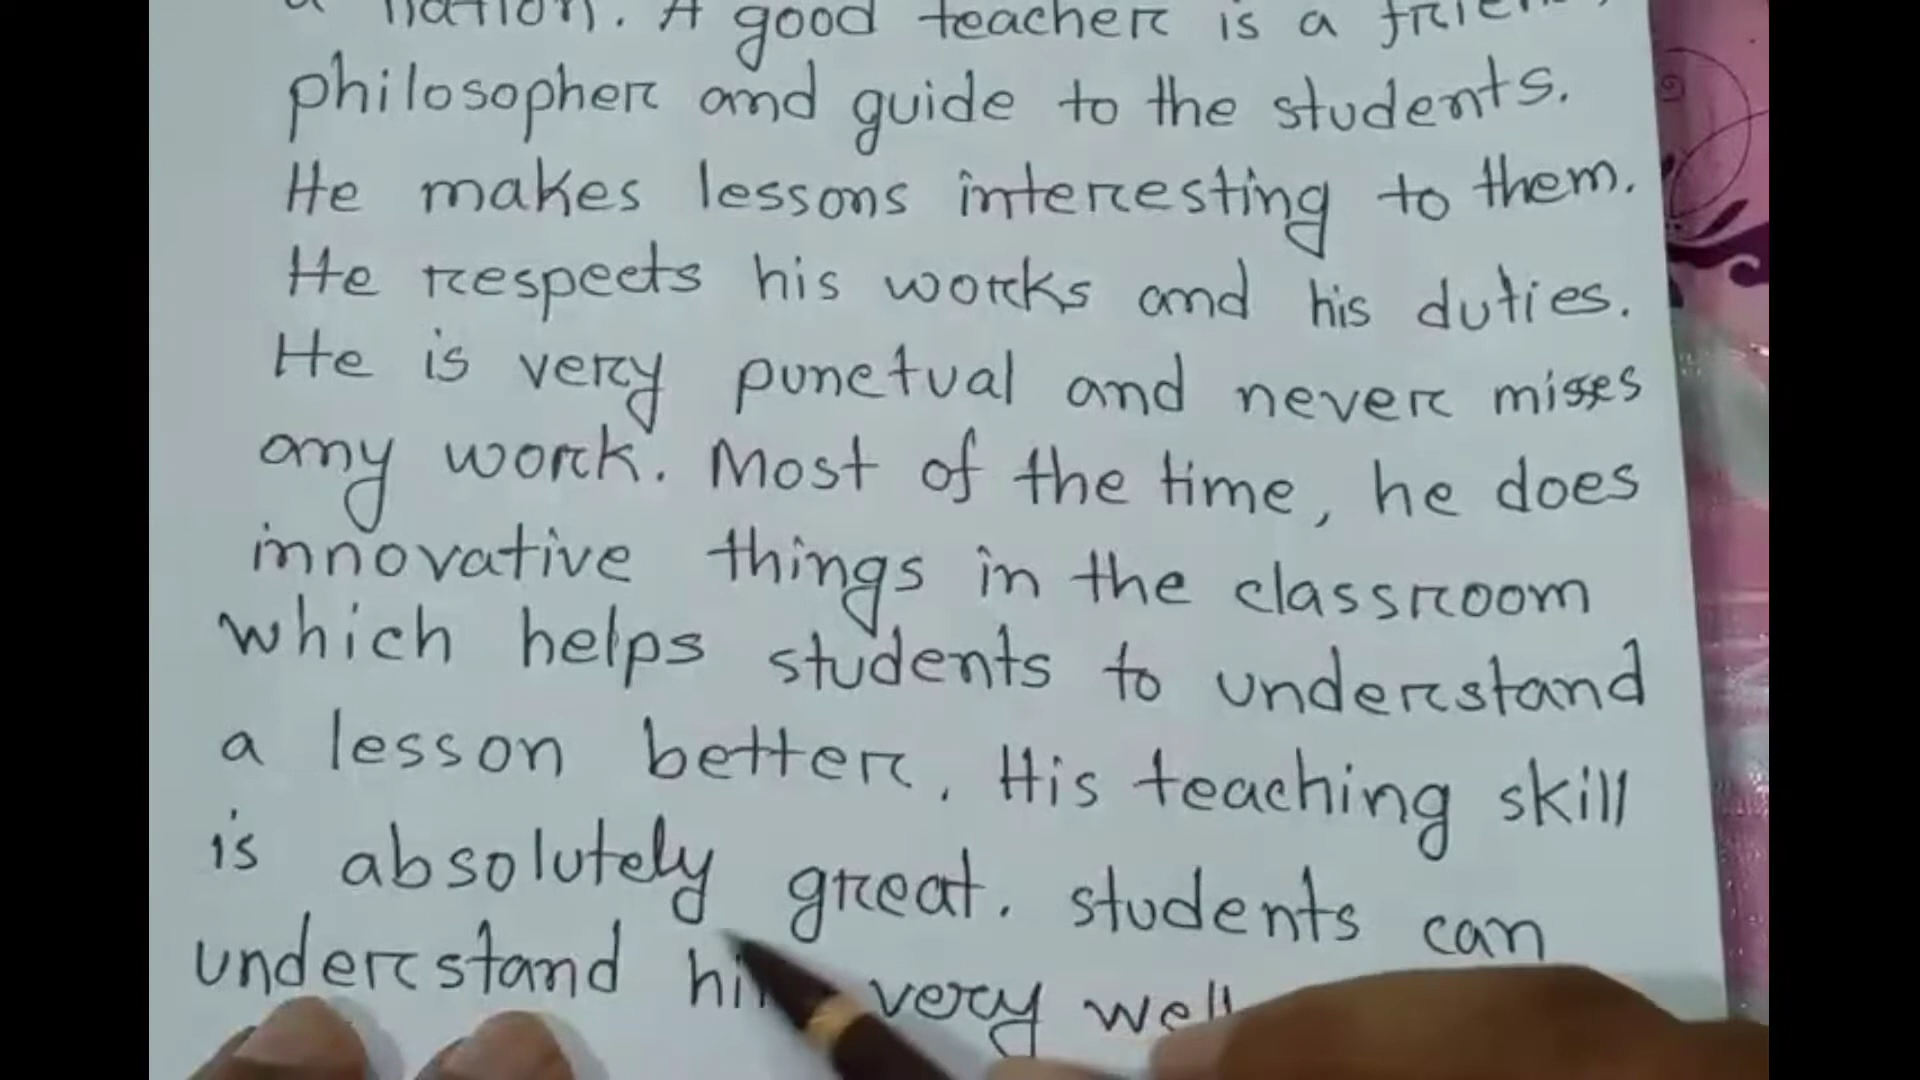 a nation. A good teacher is a friend,
philosopher and guide to the students.
He makes lessons interesting to them.
He respects his works and his duties.
He is very punctual and never misses
any work. Most of the time, he does
innovative things in the classroom
which helps students to understand
a lesson better. His teaching skill
is absolutely great. students can
understand him very well